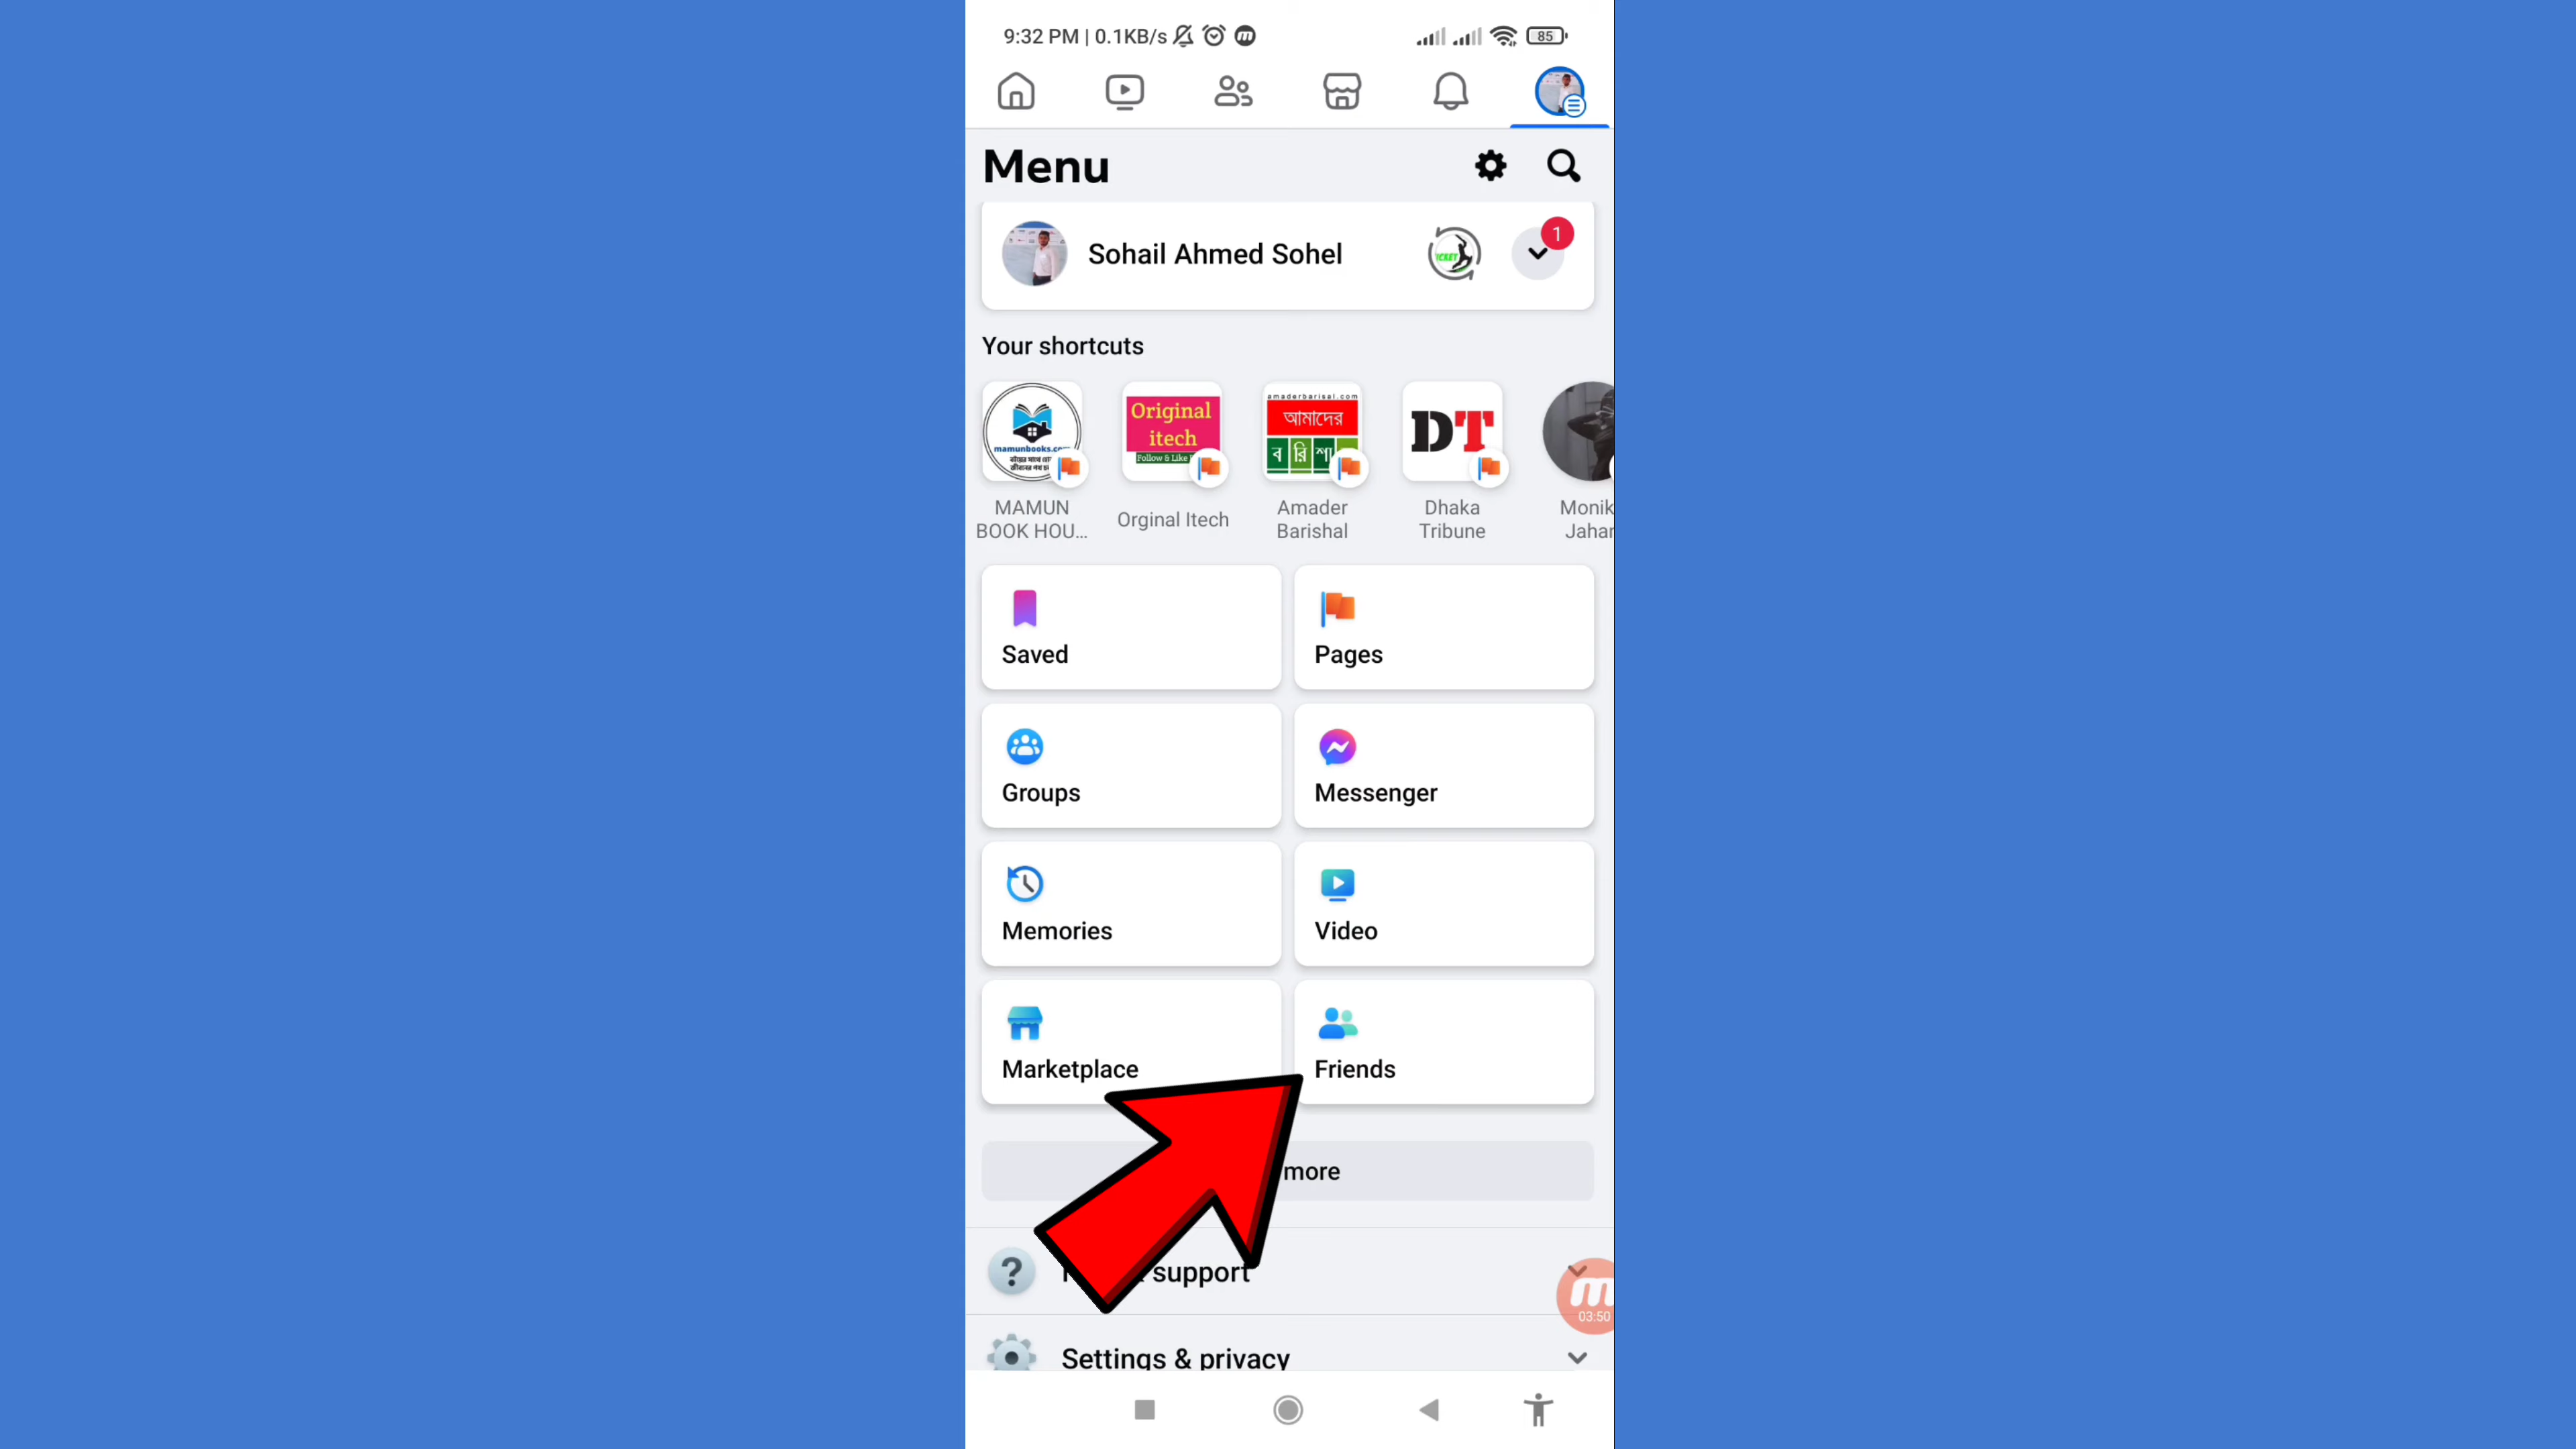 9:32 PM | 0.1KB/s
85
Menu
Sohail Ahmed Sohel
1
Your shortcuts
mamunbooks.co
Original
itech
Follow & Like
amaderbarisal.com
আমাদের
ব রি শা
DT
MAMUN
BOOK HOU...
Orginal Itech
Amader
Barishal
Dhaka
Tribune
Monik
Jahar
Saved
Pages
Groups
Messenger
Memories
Video
Marketplace
Friends
more
support
03:50
Settings & privacy